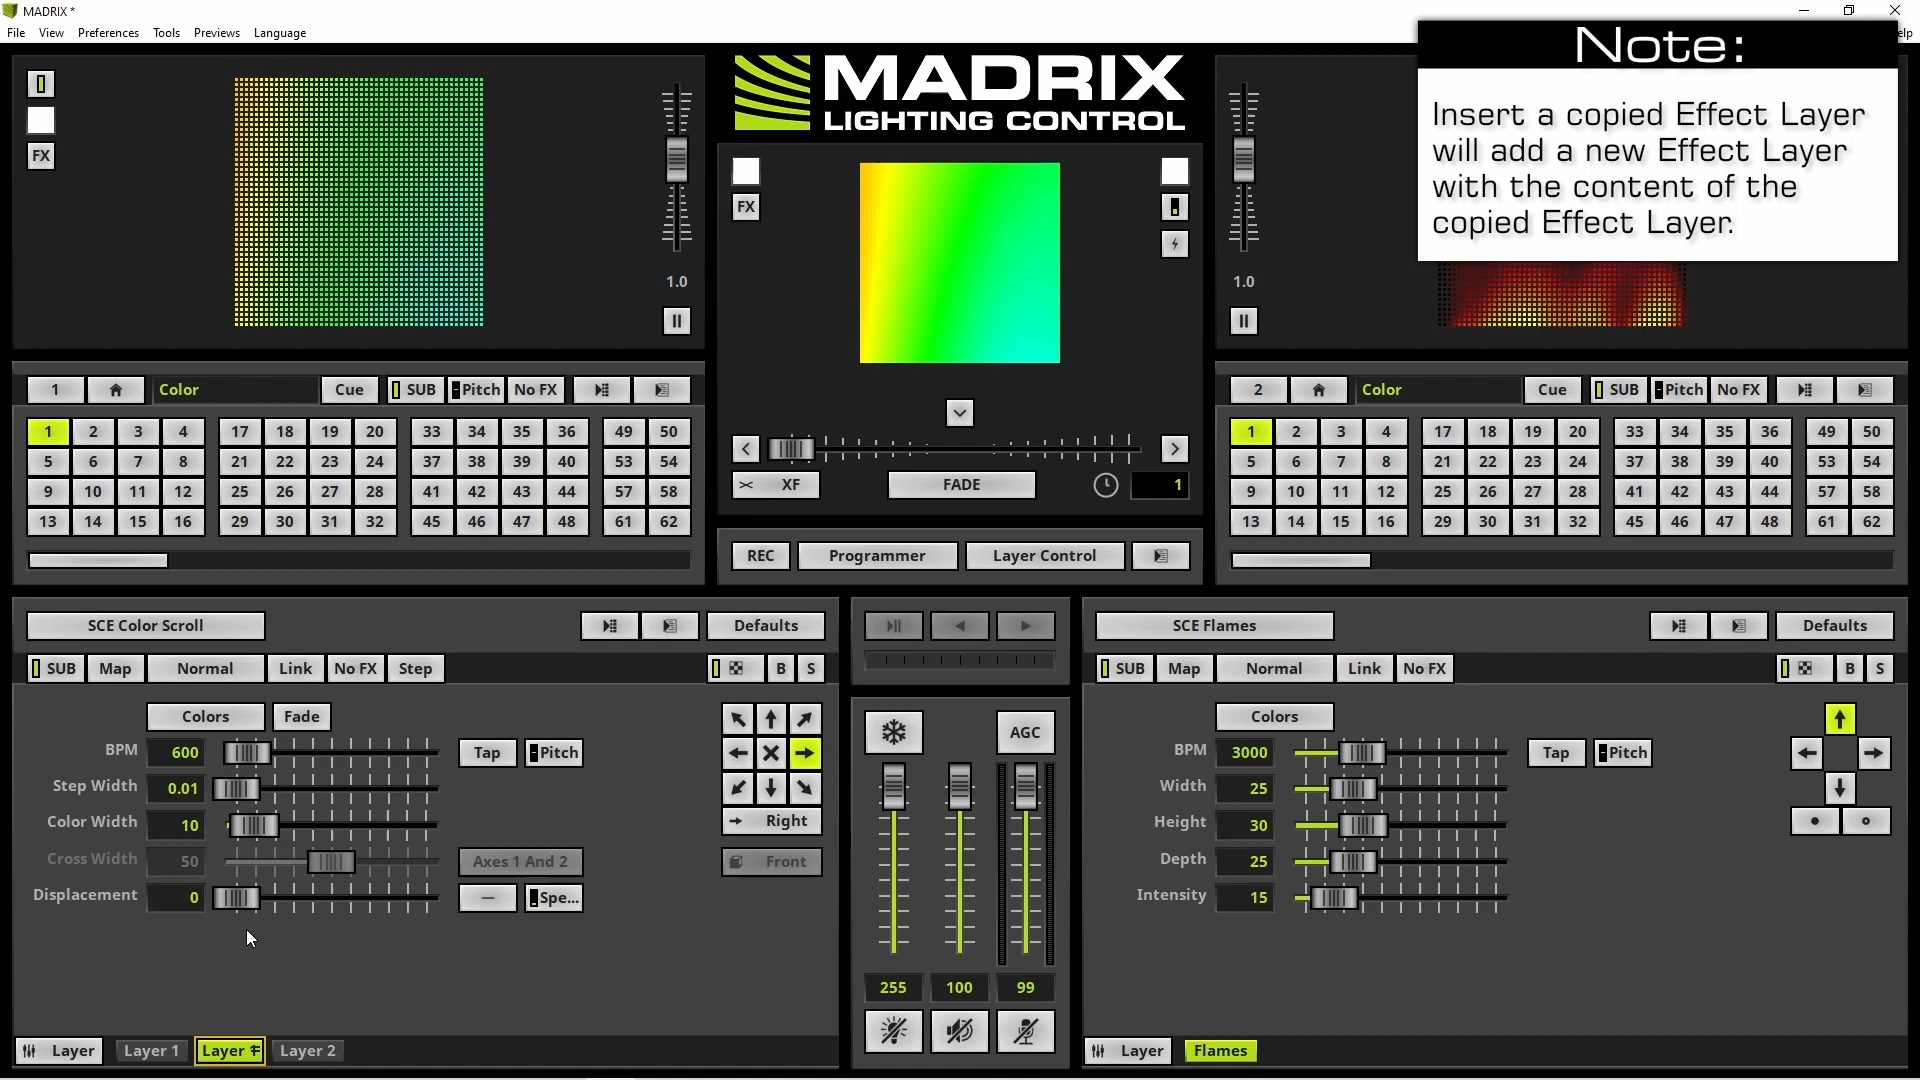 MADRIX *
File View Preferences Tools Previews Language elp
Note:
Insert a copied Effect Layer
will add a new Effect Layer
with the content of the
copied Effect Layer.
MADRIX
LIGHTING CONTROL
FX
1.0
FX
1.0
1 Color Cue SUB Pitch No FX
1 2 3 4 17 18 19 20 33 34 35 36 49 50
5 6 7 8 21 22 23 24 37 38 39 40 53 54
9 10 11 12 25 26 27 28 41 42 43 44 57 58
13 14 15 16 29 30 31 32 45 46 47 48 61 62
XF FADE 1
REC Programmer Layer Control
2 Color Cue SUB Pitch No FX
1 2 3 4 17 18 19 20 33 34 35 36 49 50
5 6 7 8 21 22 23 24 37 38 39 40 53 54
9 10 11 12 25 26 27 28 41 42 43 44 57 58
13 14 15 16 29 30 31 32 45 46 47 48 61 62
SCE Color Scroll Defaults
SUB Map Normal Link No FX Step B S
Colors Fade
BPM 600 Tap Pitch
Step Width 0.01
Color Width 10 Right
Cross Width 50 Axes 1 And 2 Front
Displacement 0 Spe...
Layer Layer 1 Layer Layer 2
AGC
255 100 99
SCE Flames Defaults
SUB Map Normal Link No FX B S
Colors
BPM 3000 Tap Pitch
Width 25
Height 30
Depth 25
Intensity 15
Layer Flames